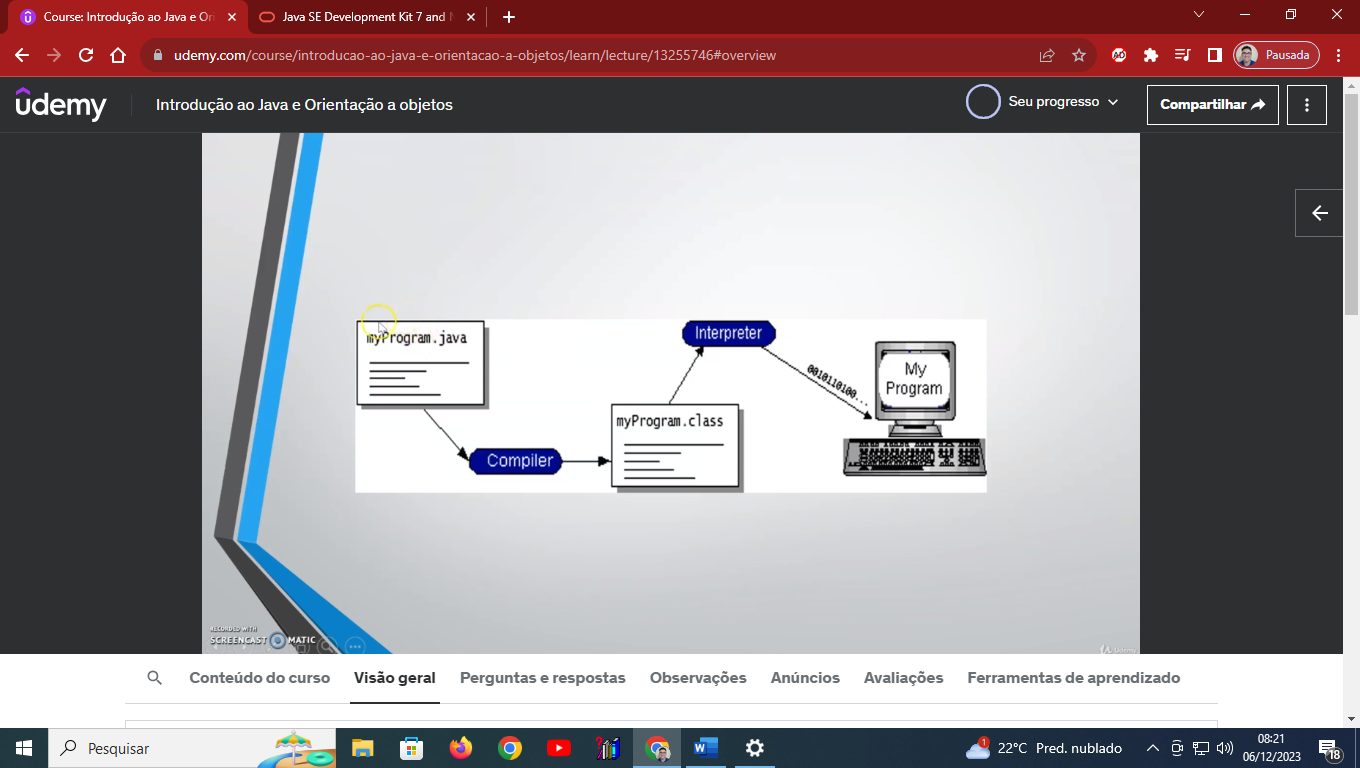 Course: Introdução ao Java e Ori
Java SE Development Kit 7 and
udemy.com/course/introducao-ao-java-e-orientacao-a-objetos/learn/lecture/13255746#overview
Pausada
ûdemy
Introdução ao Java e Orientação a objetos
Seu progresso
Compartilhar
Interpreter
myProgram.java
0010110100...
My
Program
myProgram.class
Compiler
RECORDED WITH
SCREENCAST MATIC
Udemy
Conteúdo do curso
Visão geral
Perguntas e respostas
Observações
Anúncios
Avaliações
Ferramentas de aprendizado
Pesquisar
1
22°C Pred. nublado
08:21
06/12/2023
18